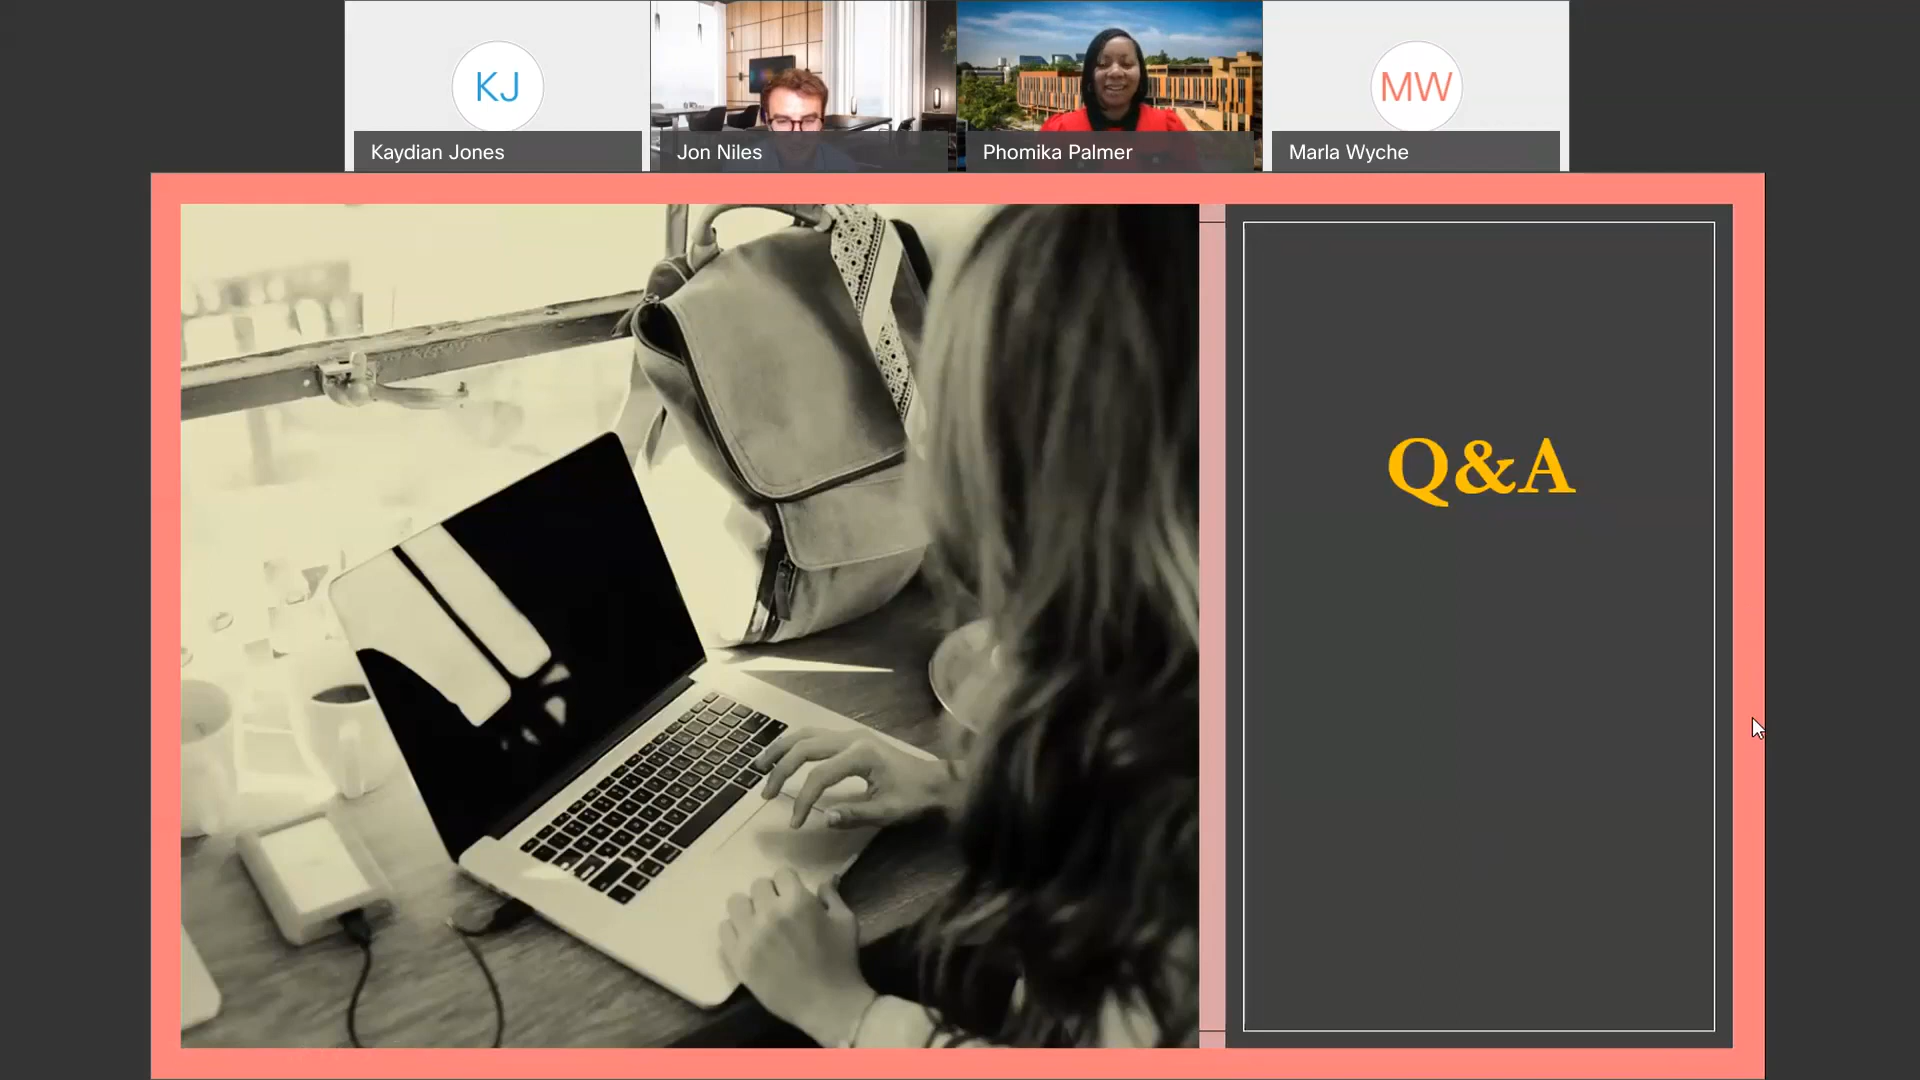 KJ
MW
Kaydian Jones
Jon Niles
Phomika Palmer
Marla Wyche
Q&A